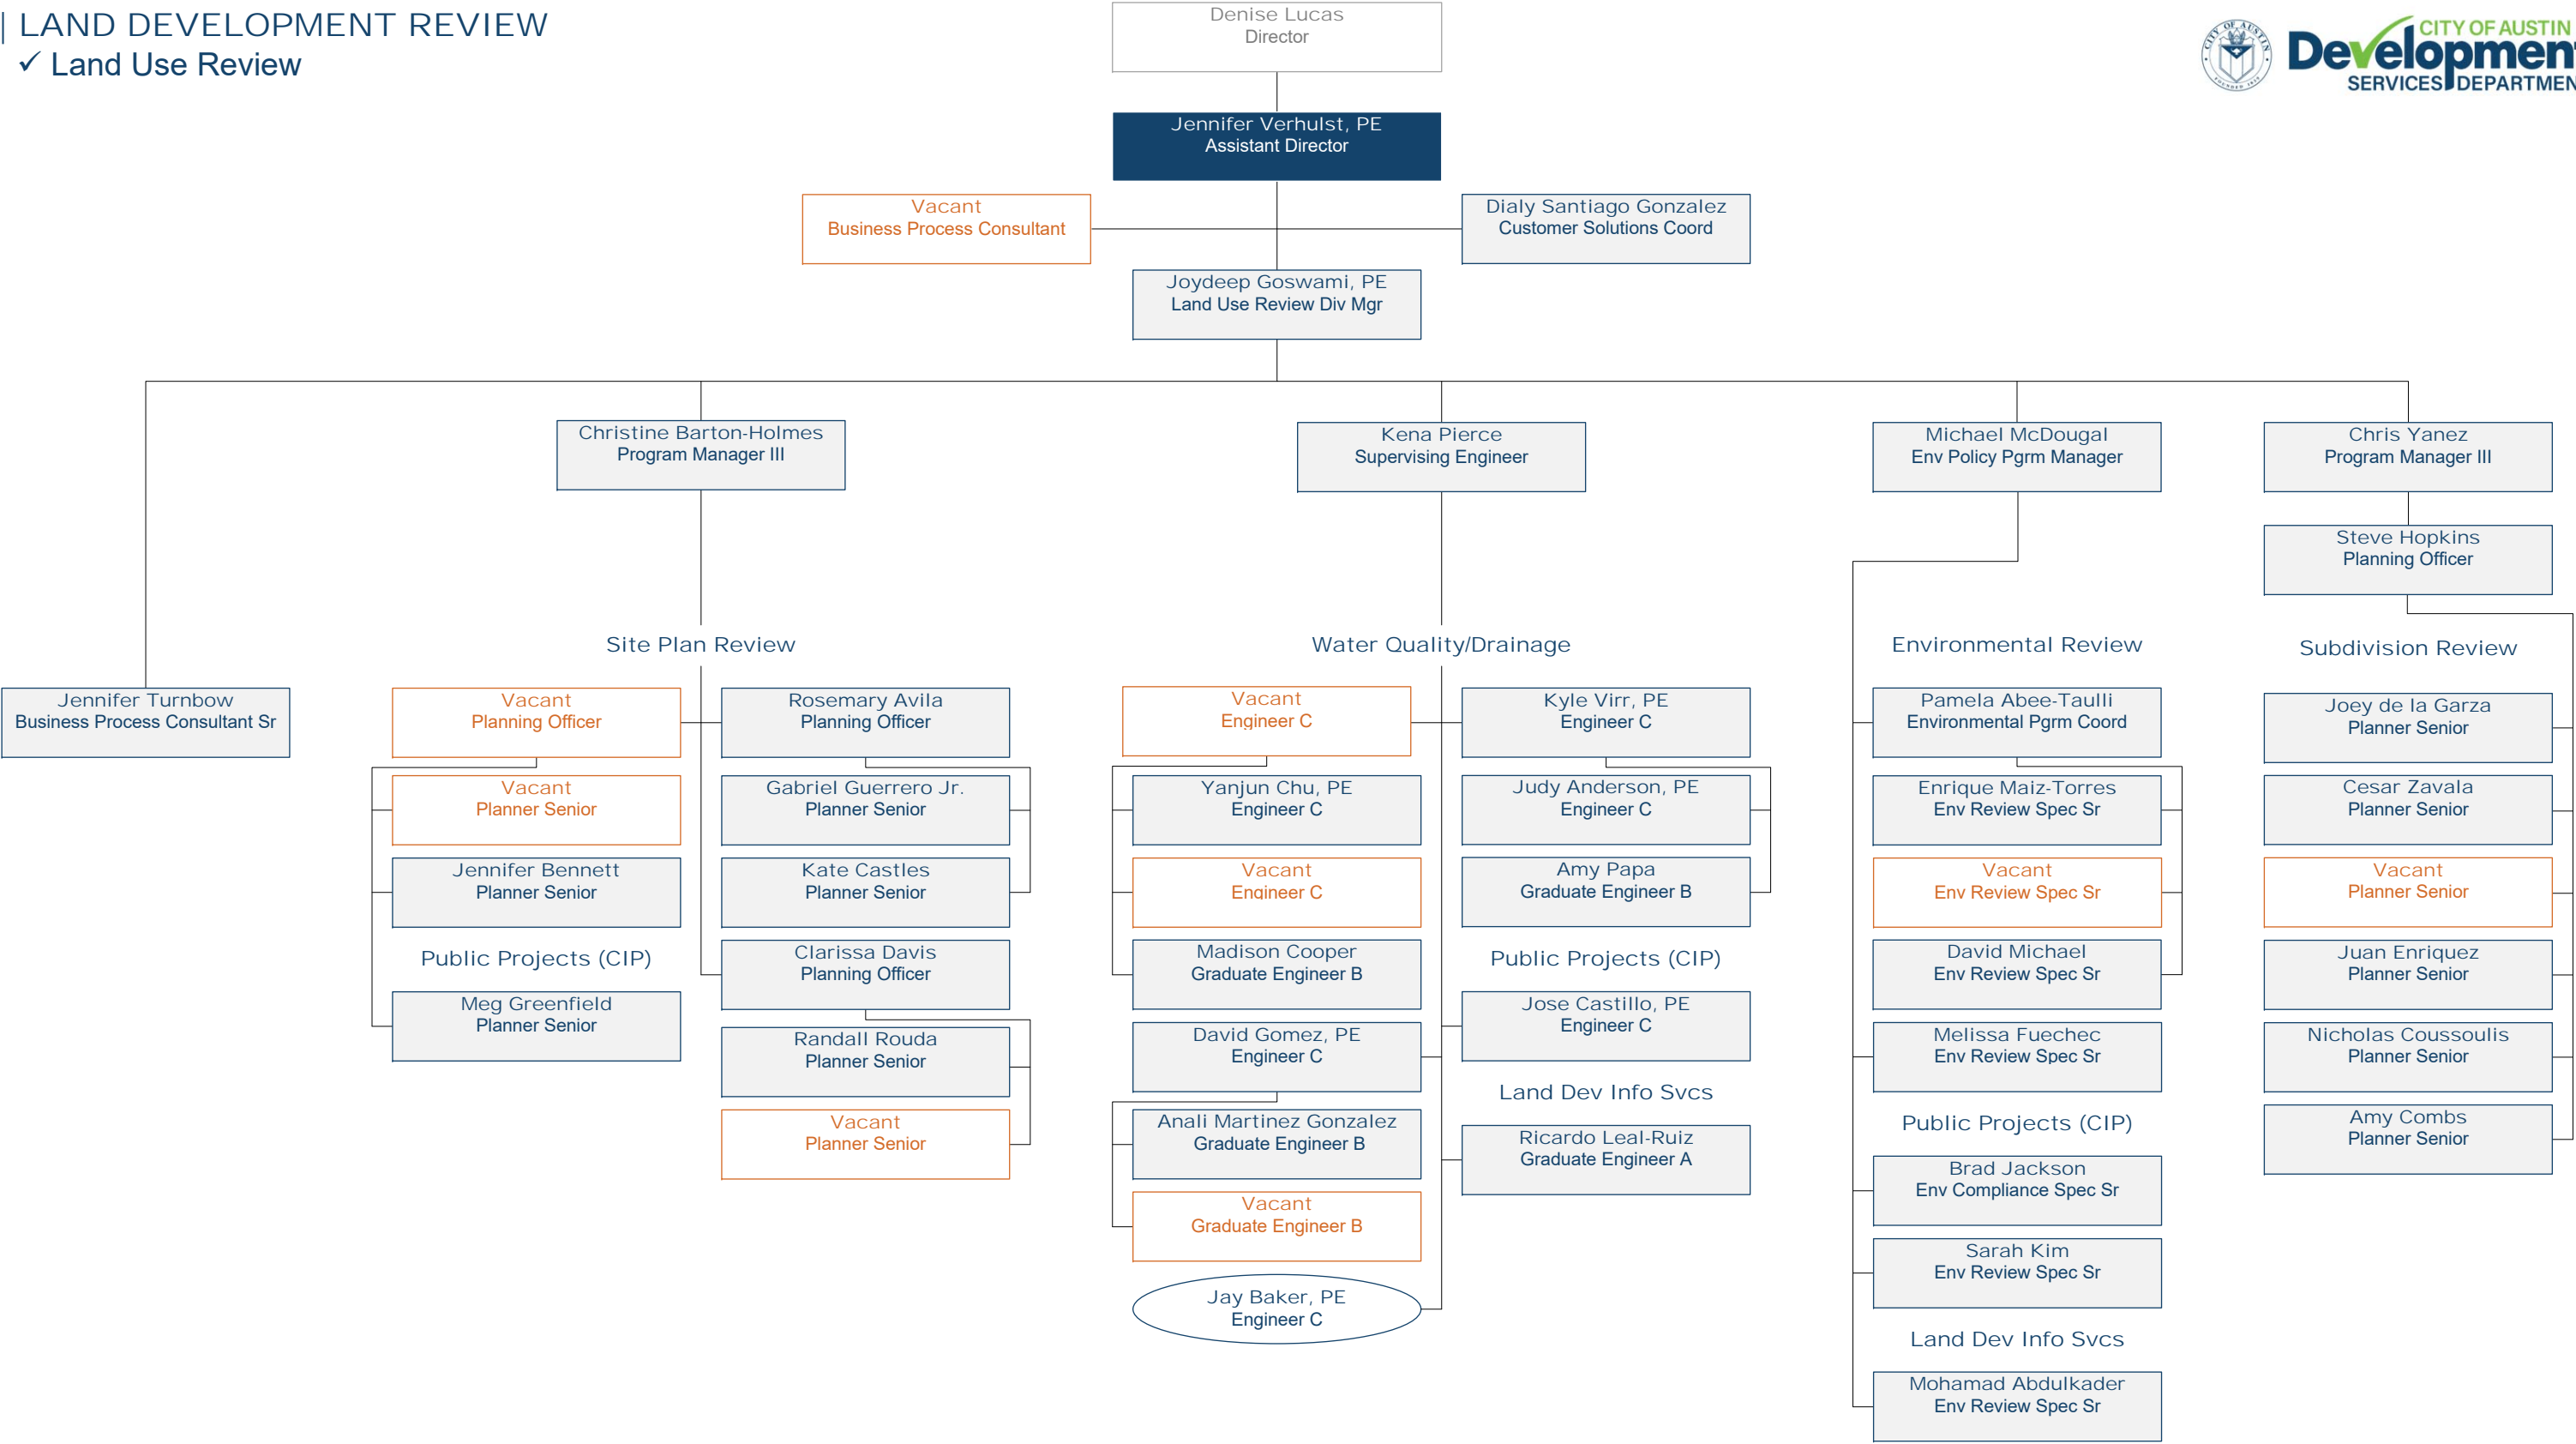 | LAND DEVELOPMENT REVIEW
✓ Land Use Review
CITY OF AUSTIN
Development
SERVICES DEPARTMENT
Denise Lucas
Director
Jennifer Verhulst, PE
Assistant Director
Vacant
Business Process Consultant
Dialy Santiago Gonzalez
Customer Solutions Coord
Joydeep Goswami, PE
Land Use Review Div Mgr
Christine Barton-Holmes
Program Manager III
Kena Pierce
Supervising Engineer
Michael McDougal
Env Policy Pgrm Manager
Chris Yanez
Program Manager III
Steve Hopkins
Planning Officer
Jennifer Turnbow
Business Process Consultant Sr
Site Plan Review
Vacant
Planning Officer
Vacant
Planner Senior
Jennifer Bennett
Planner Senior
Public Projects (CIP)
Meg Greenfield
Planner Senior
Rosemary Avila
Planning Officer
Gabriel Guerrero Jr.
Planner Senior
Kate Castles
Planner Senior
Clarissa Davis
Planning Officer
Randall Rouda
Planner Senior
Vacant
Planner Senior
Water Quality/Drainage
Vacant
Engineer C
Yanjun Chu, PE
Engineer C
Vacant
Engineer C
Madison Cooper
Graduate Engineer B
David Gomez, PE
Engineer C
Anali Martinez Gonzalez
Graduate Engineer B
Vacant
Graduate Engineer B
Jay Baker, PE
Engineer C
Kyle Virr, PE
Engineer C
Judy Anderson, PE
Engineer C
Amy Papa
Graduate Engineer B
Public Projects (CIP)
Jose Castillo, PE
Engineer C
Land Dev Info Svcs
Ricardo Leal-Ruiz
Graduate Engineer A
Environmental Review
Pamela Abee-Taulli
Environmental Pgrm Coord
Enrique Maiz-Torres
Env Review Spec Sr
Vacant
Env Review Spec Sr
David Michael
Env Review Spec Sr
Melissa Fuechec
Env Review Spec Sr
Public Projects (CIP)
Brad Jackson
Env Compliance Spec Sr
Sarah Kim
Env Review Spec Sr
Land Dev Info Svcs
Mohamad Abdulkader
Env Review Spec Sr
Subdivision Review
Joey de la Garza
Planner Senior
Cesar Zavala
Planner Senior
Vacant
Planner Senior
Juan Enriquez
Planner Senior
Nicholas Coussoulis
Planner Senior
Amy Combs
Planner Senior